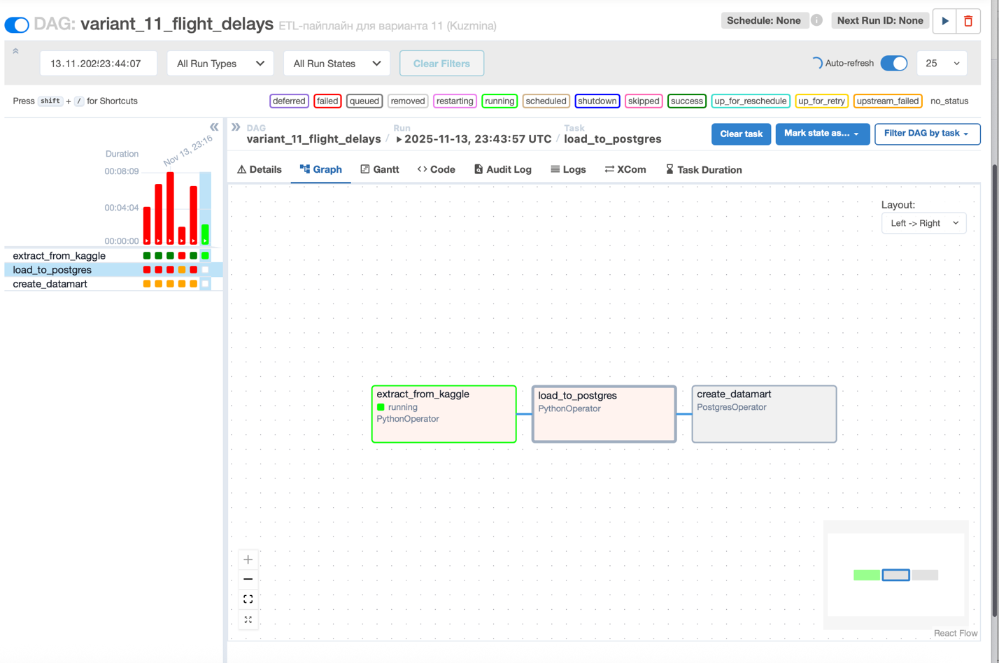 DAG: variant_11_flight_delays ETL-пайплайн для варианта 11 (Kuzmina)
Schedule: None
Next Run ID: None
13.11.202!23:44:07
All Run Types
All Run States
Clear Filters
Auto-refresh
25
Press shift + / for Shortcuts
deferred failed queued removed restarting running scheduled shutdown skipped success up_for_reschedule up_for_retry upstream_failed no_status
DAG
variant_11_flight_delays /
Run
2025-11-13, 23:43:57 UTC /
Task
load_to_postgres
Clear task
Mark state as...
Filter DAG by task
Details
Graph
Gantt
Code
Audit Log
Logs
XCom
Task Duration
Duration
Nov 13, 23:16
00:08:09
00:04:04
00:00:00
extract_from_kaggle
load_to_postgres
create_datamart
Layout:
Left -> Right
extract_from_kaggle
running
PythonOperator
load_to_postgres
PythonOperator
create_datamart
PostgresOperator
React Flow